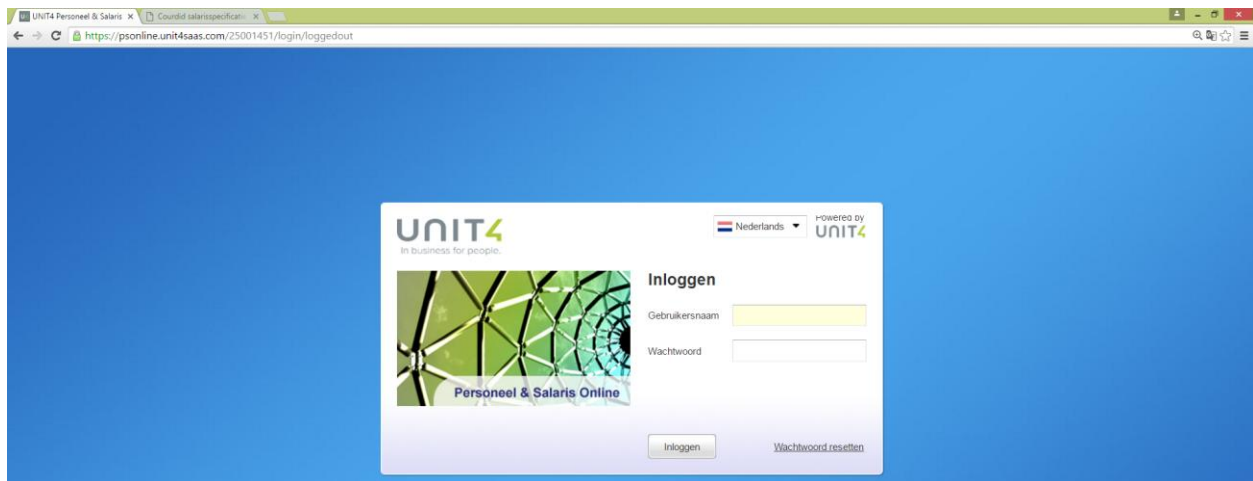 UNIT4 Personeel & Salaris
Courdid salarisspecificatie
https://psonline.unit4saas.com/25001451/login/loggedout
UNIT4
In business for people.
Nederlands
Powered by
UNIT4
Inloggen
Gebruikersnaam
Wachtwoord
Personeel & Salaris Online
Inloggen
Wachtwoord resetten